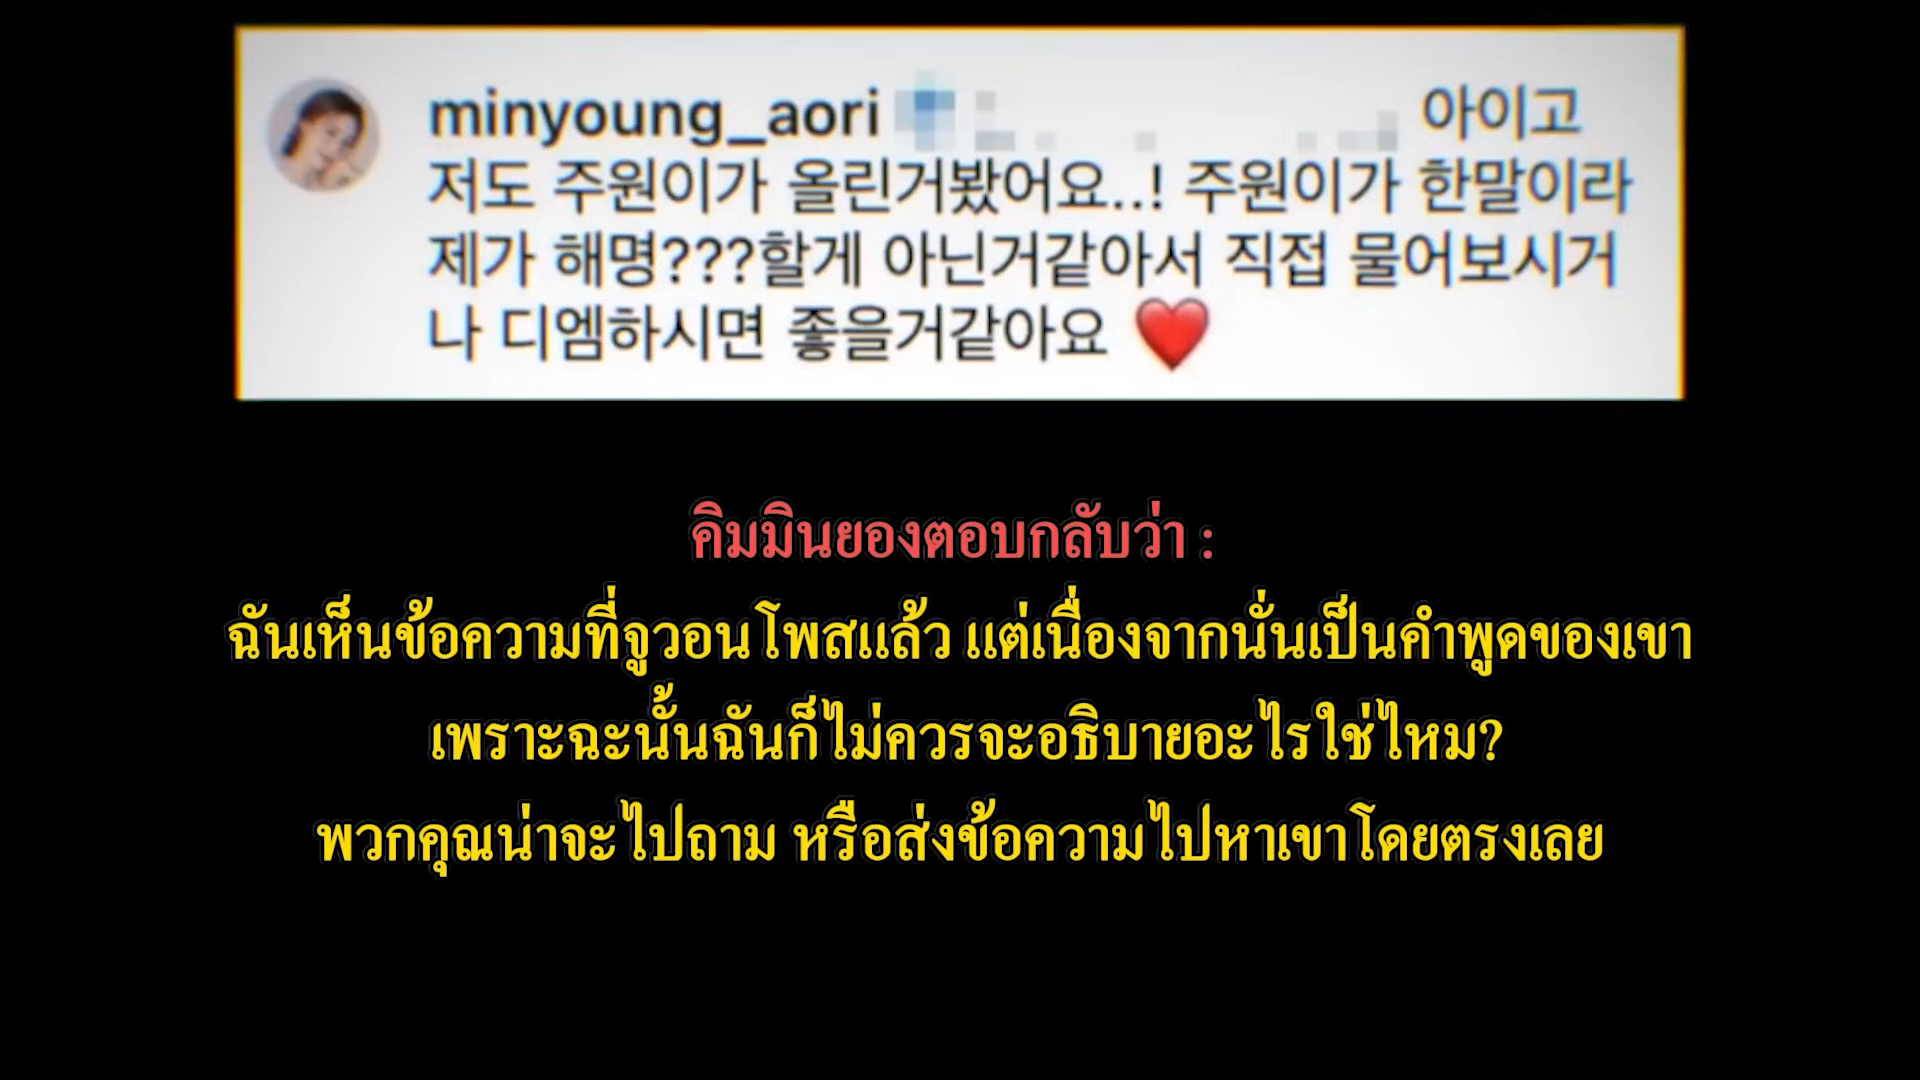 minyoung_aori 아이고
저도 주원이가 올린거봤어요..! 주원이가 한말이라
제가 해명???할게 아닌거같아서 직접 물어보시거
나 디엠하시면 좋을거같아요 ❤️
คิมมินยองตอบกลับว่า :
ฉันเห็นข้อความที่จูวอนโพสแล้ว แต่เนื่องจากนั่นเป็นคำพูดของเขา
เพราะฉะนั้นฉันก็ไม่ควรจะอธิบายอะไรใช่ไหม?
พวกคุณน่าจะไปถาม หรือส่งข้อความไปหาเขาโดยตรงเลย